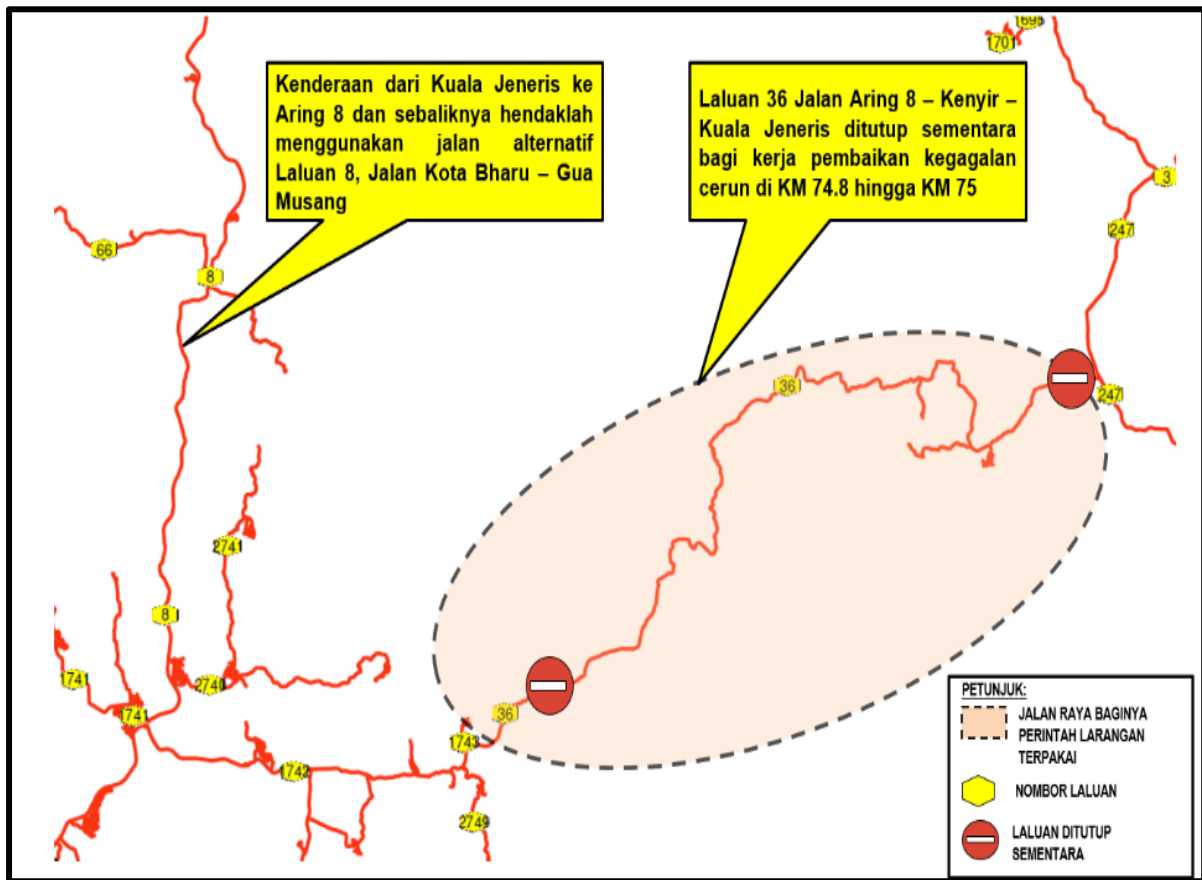 1695
1701
Kenderaan dari Kuala Jeneris ke
Aring 8 dan sebaliknya hendaklah
menggunakan jalan alternatif
Laluan 8, Jalan Kota Bharu – Gua
Musang
Laluan 36 Jalan Aring 8 – Kenyir –
Kuala Jeneris ditutup sementara
bagi kerja pembaikan kegagalan
cerun di KM 74.8 hingga KM 75
3
247
66
8
36
247
2741
8
1741
2740
1741
36
1743
1742
2749
PETUNJUK:
JALAN RAYA BAGINYA
PERINTAH LARANGAN
TERPAKAI
NOMBOR LALUAN
LALUAN DITUTUP
SEMENTARA